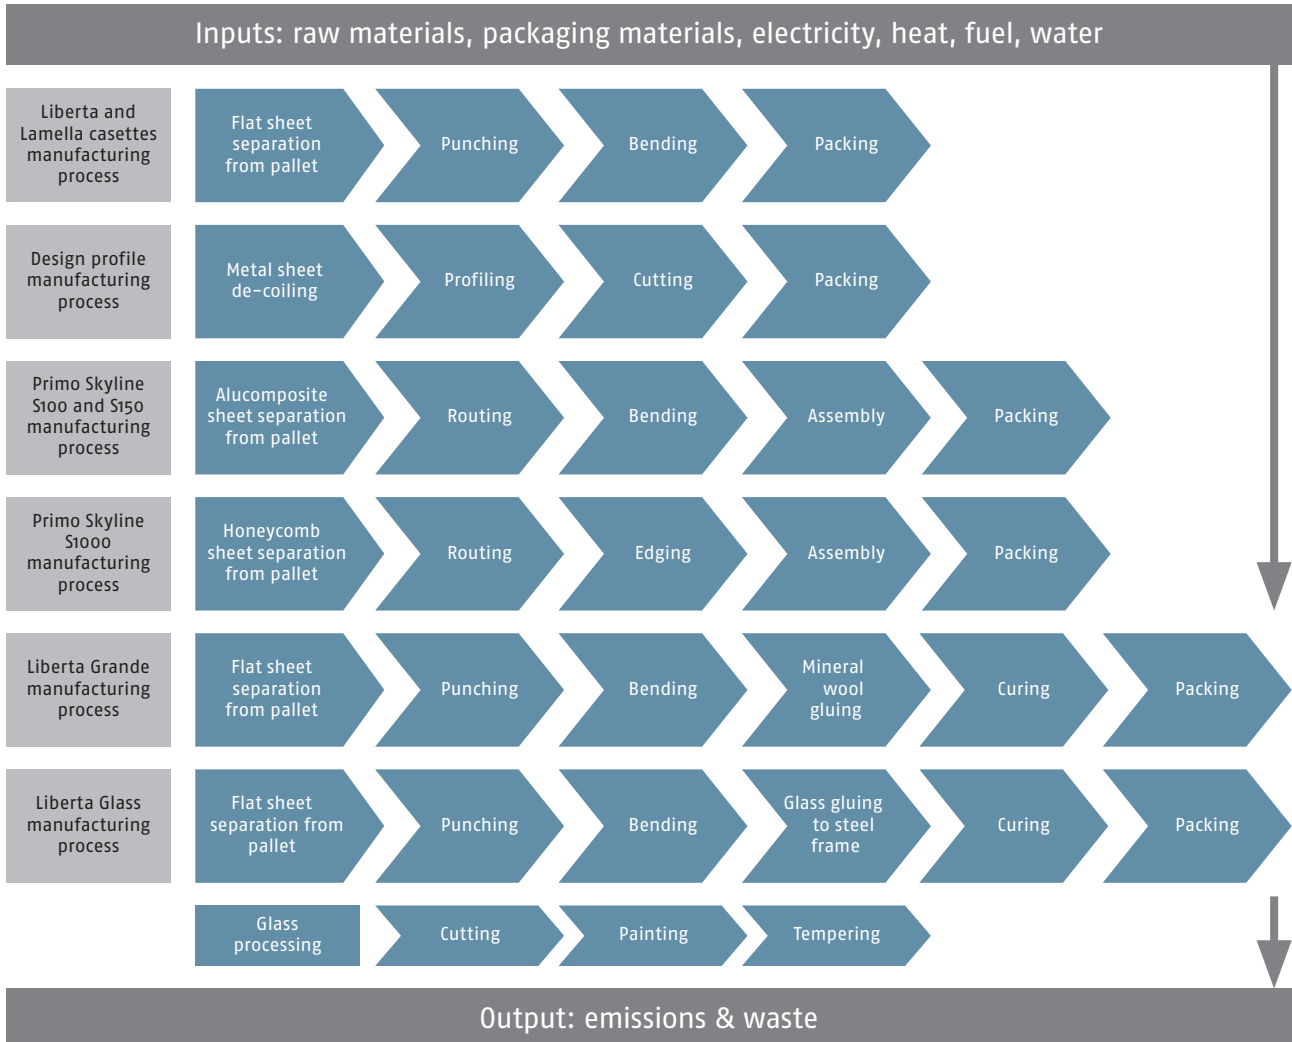 Inputs: raw materials, packaging materials, electricity, heat, fuel, water
Liberta and
Lamella casettes
manufacturing
process
Flat sheet
separation
from pallet
Punching
Bending
Packing
Design profile
manufacturing
process
Metal sheet
de-coiling
Profiling
Cutting
Packing
Primo Skyline
S100 and S150
manufacturing
process
Alucomposite
sheet separation
from pallet
Routing
Bending
Assembly
Packing
Primo Skyline
S1000
manufacturing
process
Honeycomb
sheet separation
from pallet
Routing
Edging
Assembly
Packing
Liberta Grande
manufacturing
process
Flat sheet
separation
from pallet
Punching
Bending
Mineral
wool
gluing
Curing
Packing
Liberta Glass
manufacturing
process
Flat sheet
separation from
pallet
Punching
Bending
Glass gluing
to steel
frame
Curing
Packing
Glass
processing
Cutting
Painting
Tempering
Output: emissions & waste